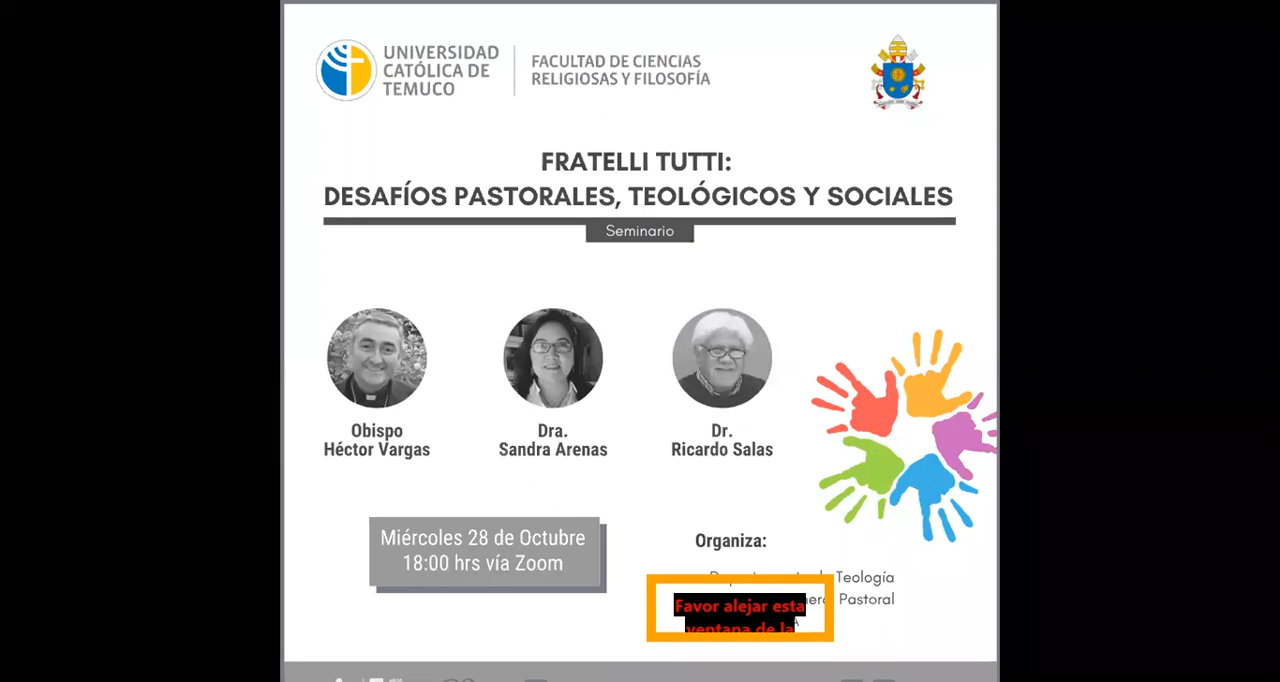 UNIVERSIDAD
CATÓLICA DE
TEMUCO
FACULTAD DE CIENCIAS
RELIGIOSAS Y FILOSOFÍA
FRATELLI TUTTI:
DESAFÍOS PASTORALES, TEOLÓGICOS Y SOCIALES
Seminario
Obispo
Héctor Vargas
Dra.
Sandra Arenas
Dr.
Ricardo Salas
Miércoles 28 de Octubre
18:00 hrs vía Zoom
Organiza:
Teología
Pastoral
Favor alejar esta
ventana de la